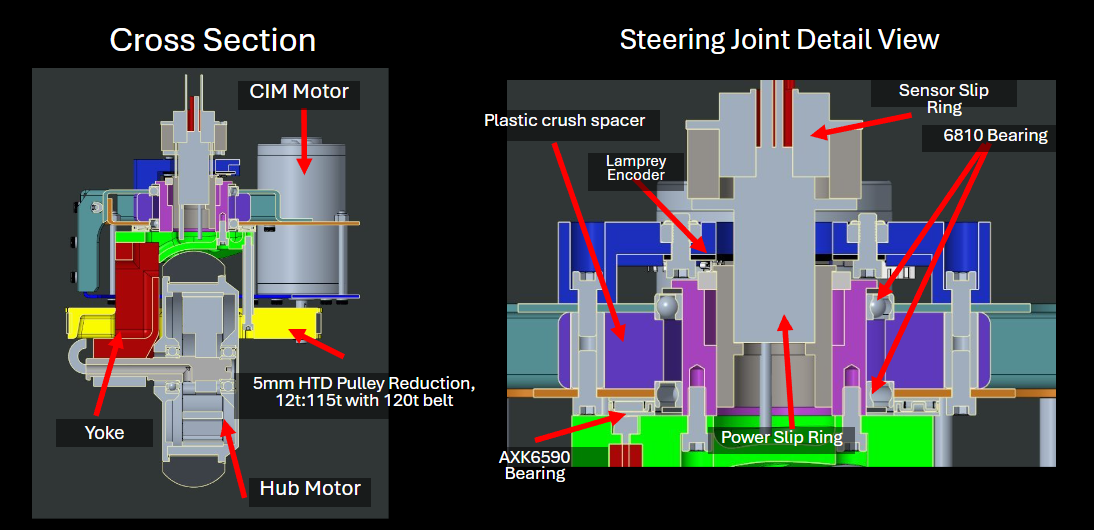 Cross Section
CIM Motor
5mm HTD Pulley Reduction,
12t:115t with 120t belt
Yoke
Hub Motor
Steering Joint Detail View
Sensor Slip
Ring
Plastic crush spacer
6810 Bearing
Lamprey
Encoder
Power Slip Ring
AXK6590
Bearing